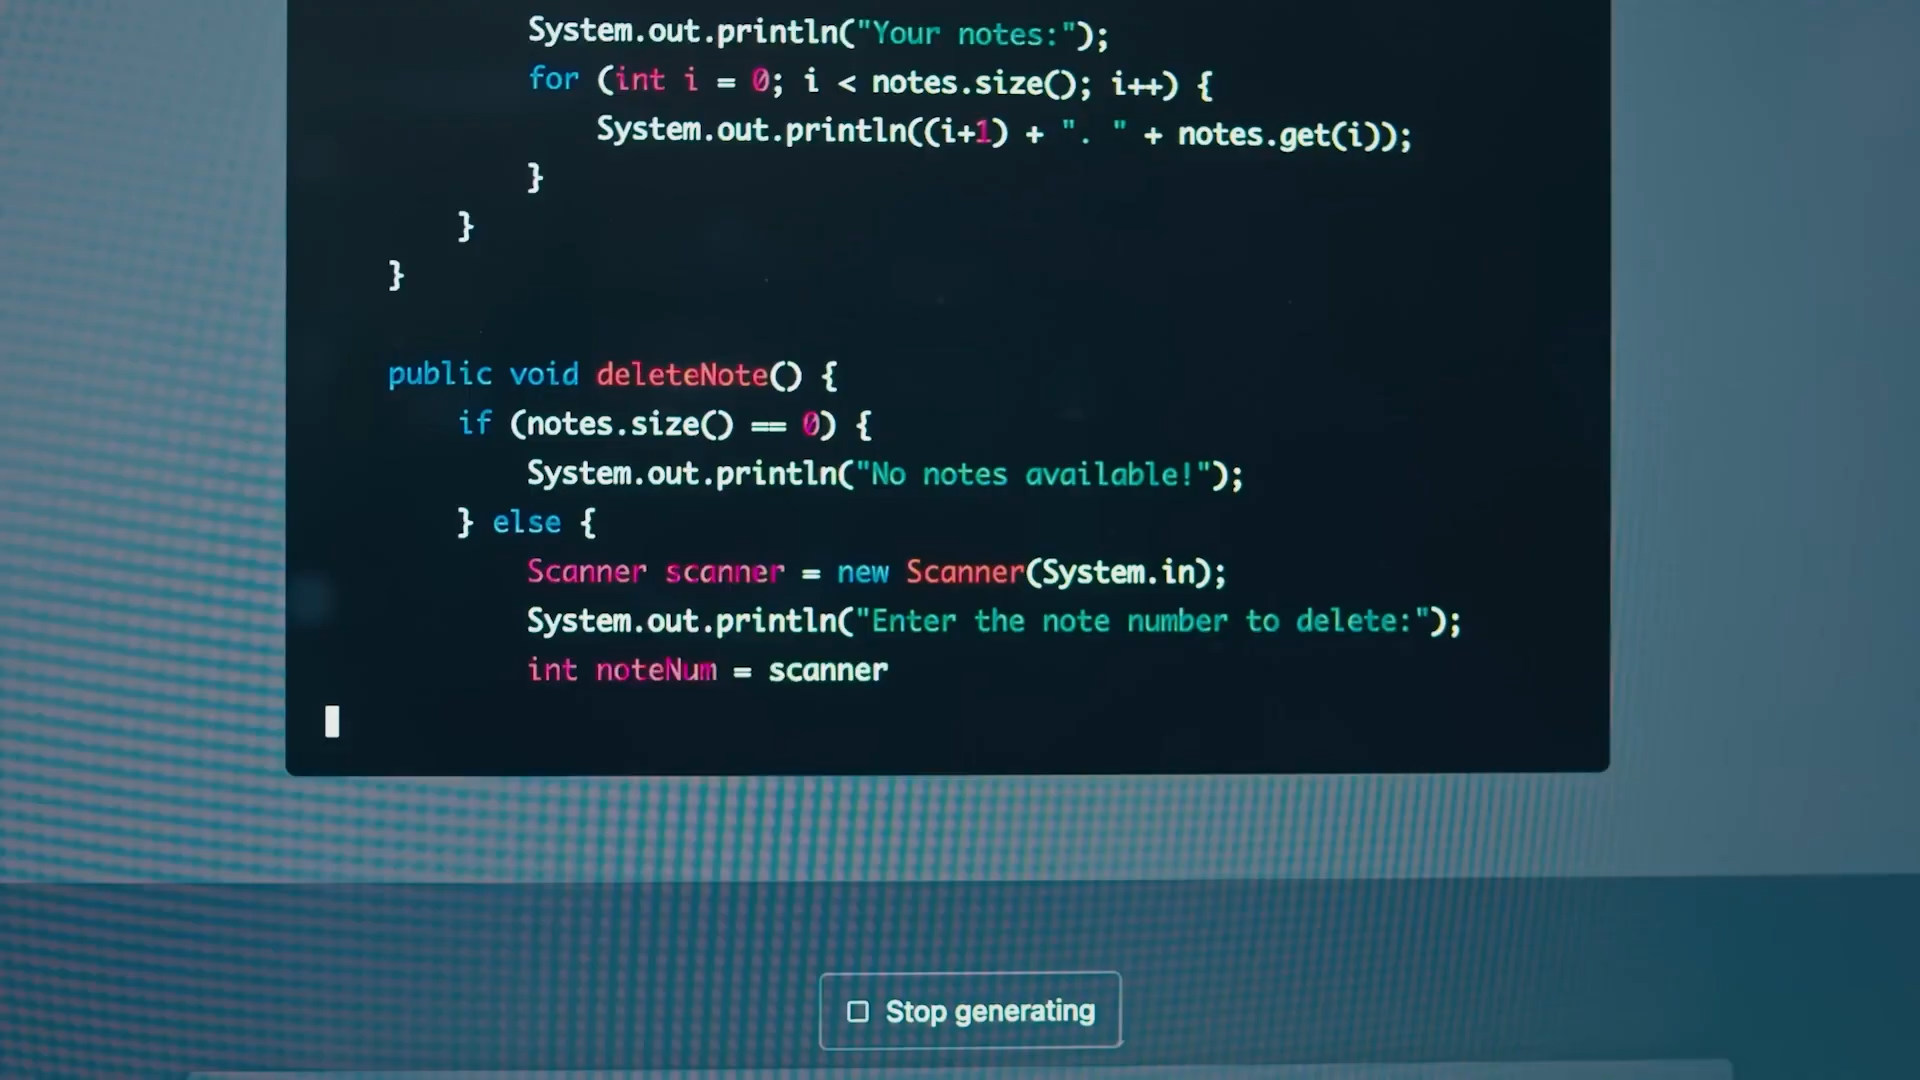 System.out.println("Your notes:");
for (int i = 0; i < notes.size(); i++) {
System.out.println((i+1) + ". " + notes.get(i));
}
}
}
public void deleteNote() {
if (notes.size() == 0) {
System.out.println("No notes available!");
} else {
Scanner scanner = new Scanner(System.in);
System.out.println("Enter the note number to delete:");
int noteNum = scanner
Stop generating